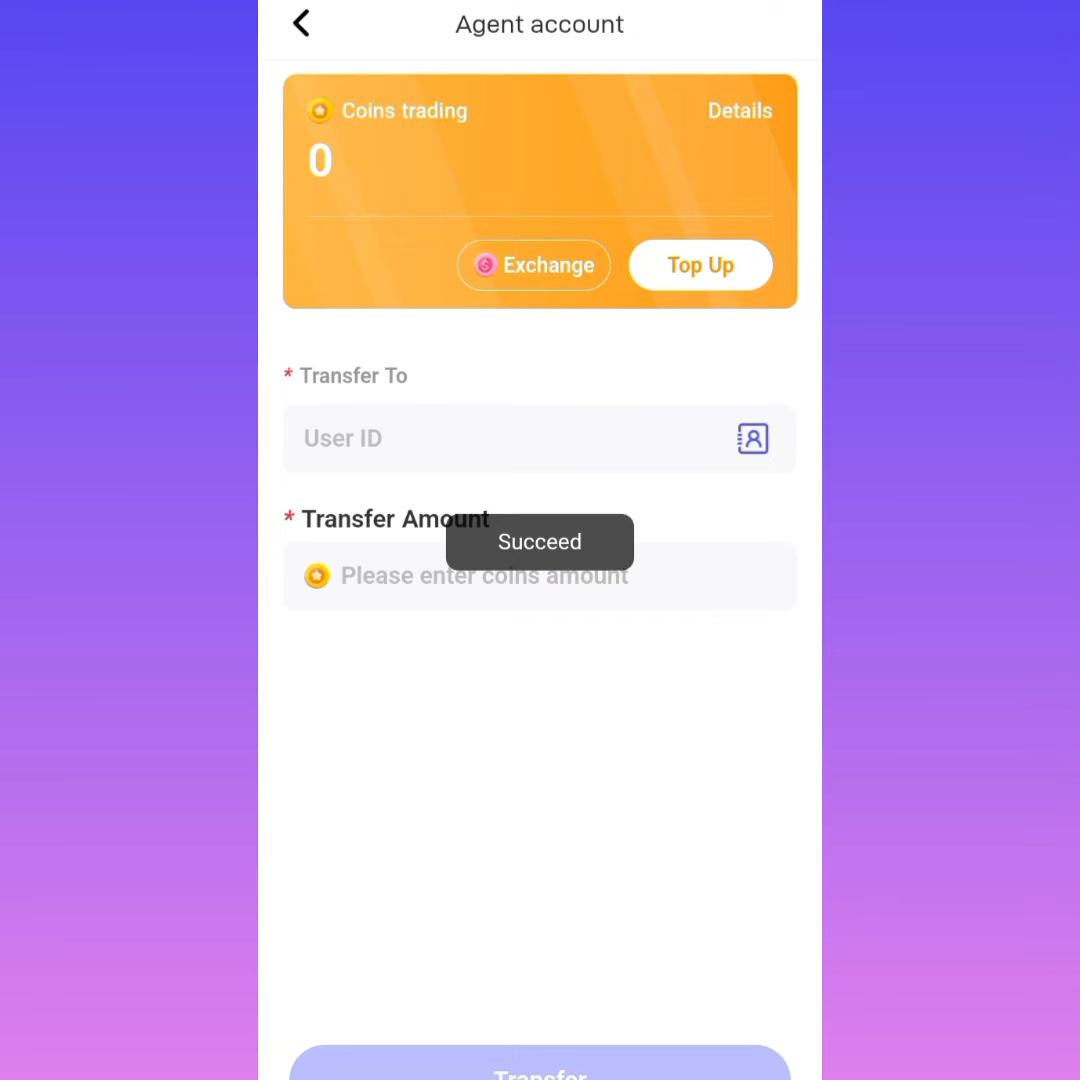 Agent account
Coins trading
Details
0
Exchange
Top Up
* Transfer To
User ID
* Transfer Amount
Succeed
Please enter coins amount
Transfer